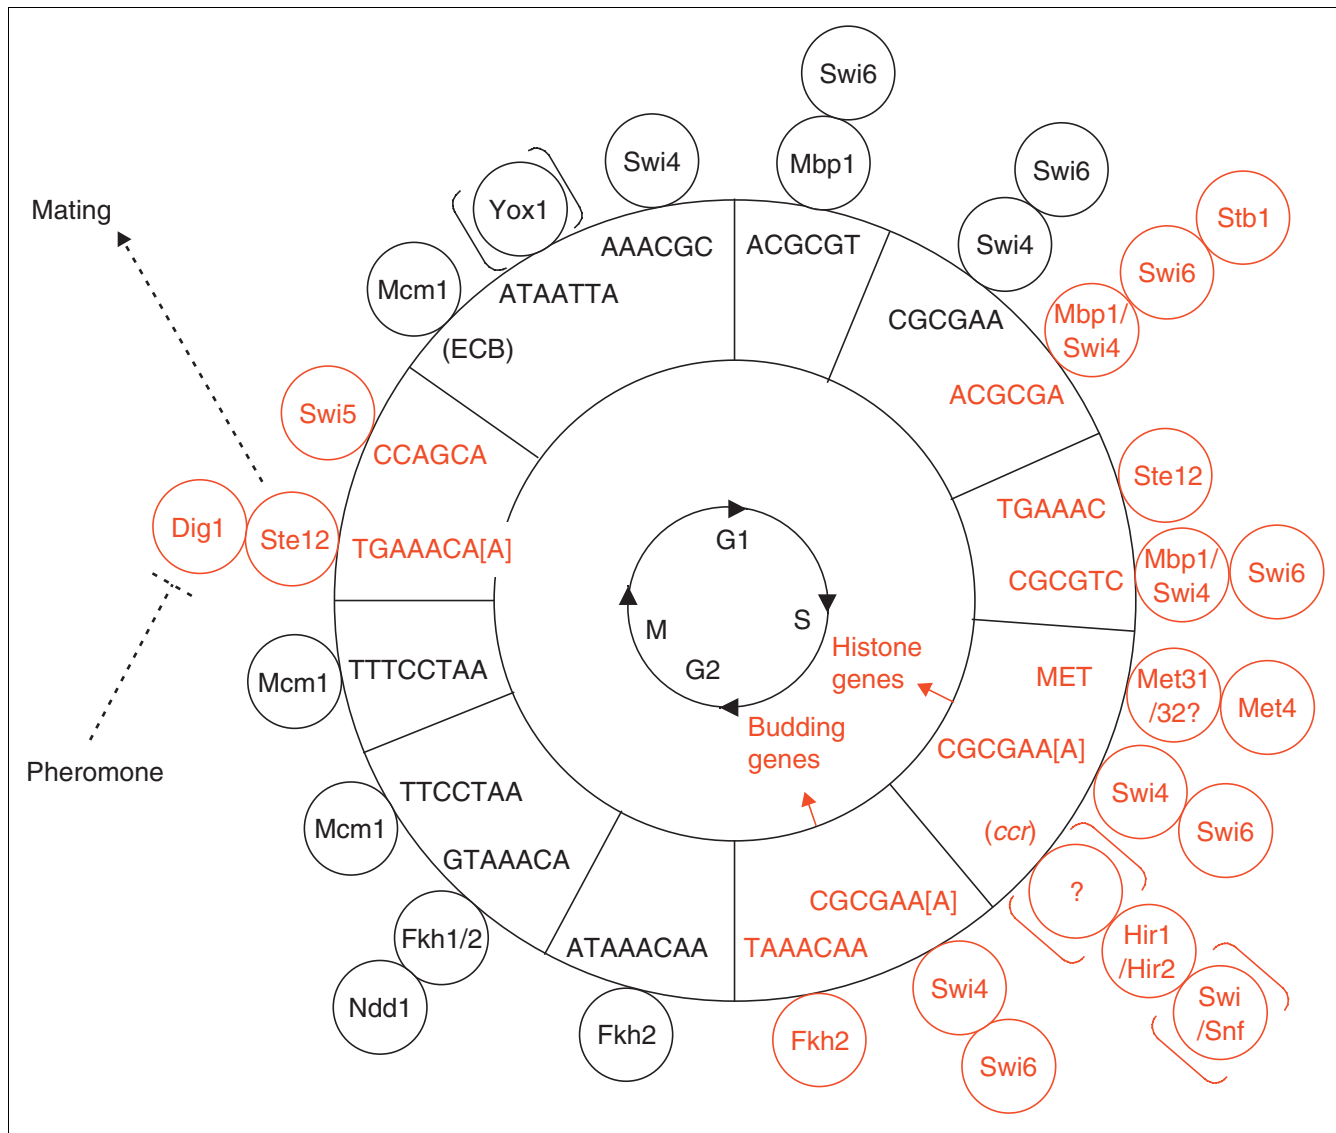 Swi6
Swi4
Mbp1
Swi6
Yox1
Stb1
Mating
Swi4
Swi6
AAACGC
ACGCGT
Mcm1
ATAATTA
CGCGAA
Mbp1/
Swi4
(ECB)
Swi5
ACGCGA
CCAGCA
Ste12
TGAAAC
Dig1
Ste12
TGAAACA[A]
G1
CGCGTC
Mbp1/
Swi4
Swi6
M
S
G2
Histone
genes
Mcm1
TTTCCTAA
MET
Met31
/32?
Met4
Budding
genes
CGCGAA[A]
Pheromone
TTCCTAA
Swi4
Mcm1
Swi6
(ccr)
GTAAACA
?
CGCGAA[A]
Fkh1/2
ATAAACAA
TAAACAA
Hir1
/Hir2
Ndd1
Swi4
Swi
/Snf
Fkh2
Fkh2
Swi6